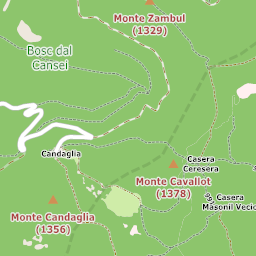 Monte Zambul
(1329)
Bosc dal
Cansei
Candaglia
Casera
Ceresera
Monte Cavallot
(1378)
Casera
Masonil Vecio
Monte Candaglia
(1356)